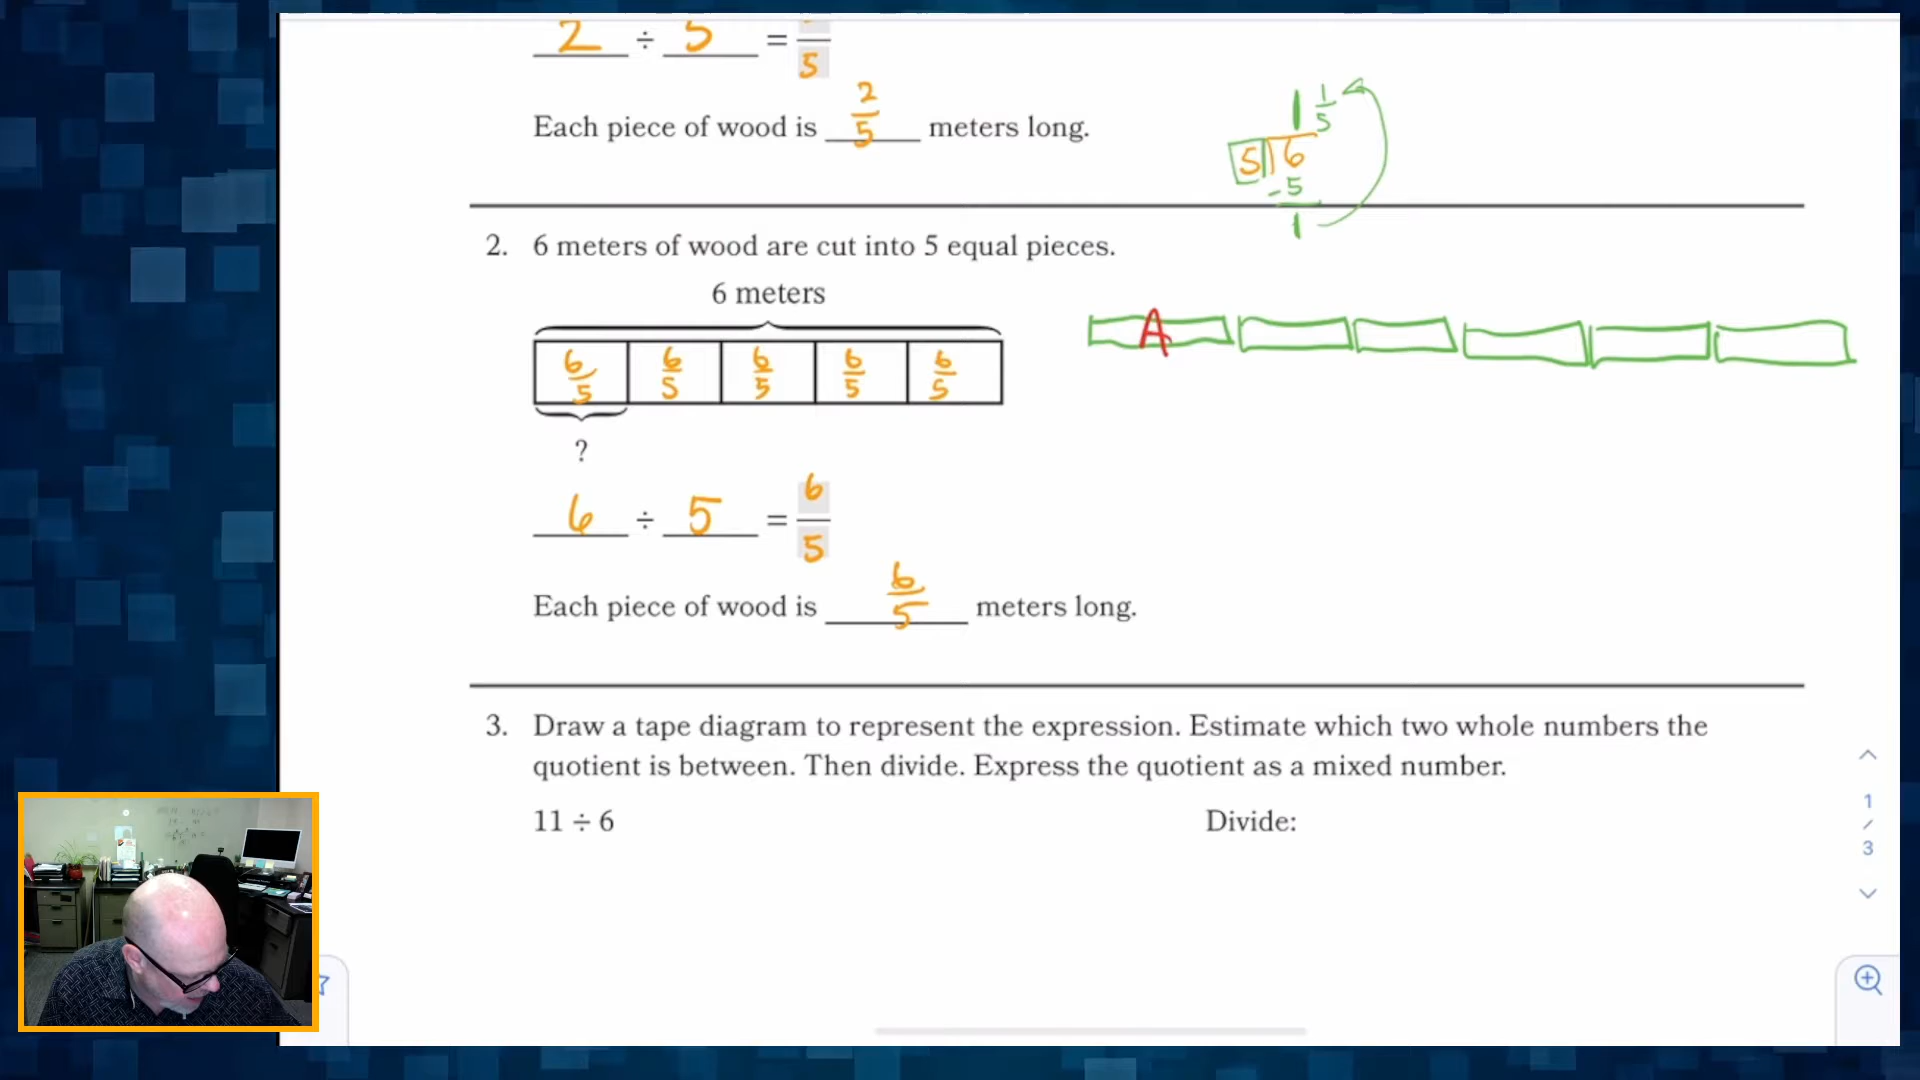 2 ÷ 5 = /5
Each piece of wood is 2/5 meters long.
1 1/5
5)6
-5
1
2. 6 meters of wood are cut into 5 equal pieces.
6 meters
6/5 6/5 6/5 6/5 6/5
A
?
6 ÷ 5 = 6/5
Each piece of wood is 6/5 meters long.
3. Draw a tape diagram to represent the expression. Estimate which two whole numbers the
quotient is between. Then divide. Express the quotient as a mixed number.
11 ÷ 6 Divide:
1
/
3